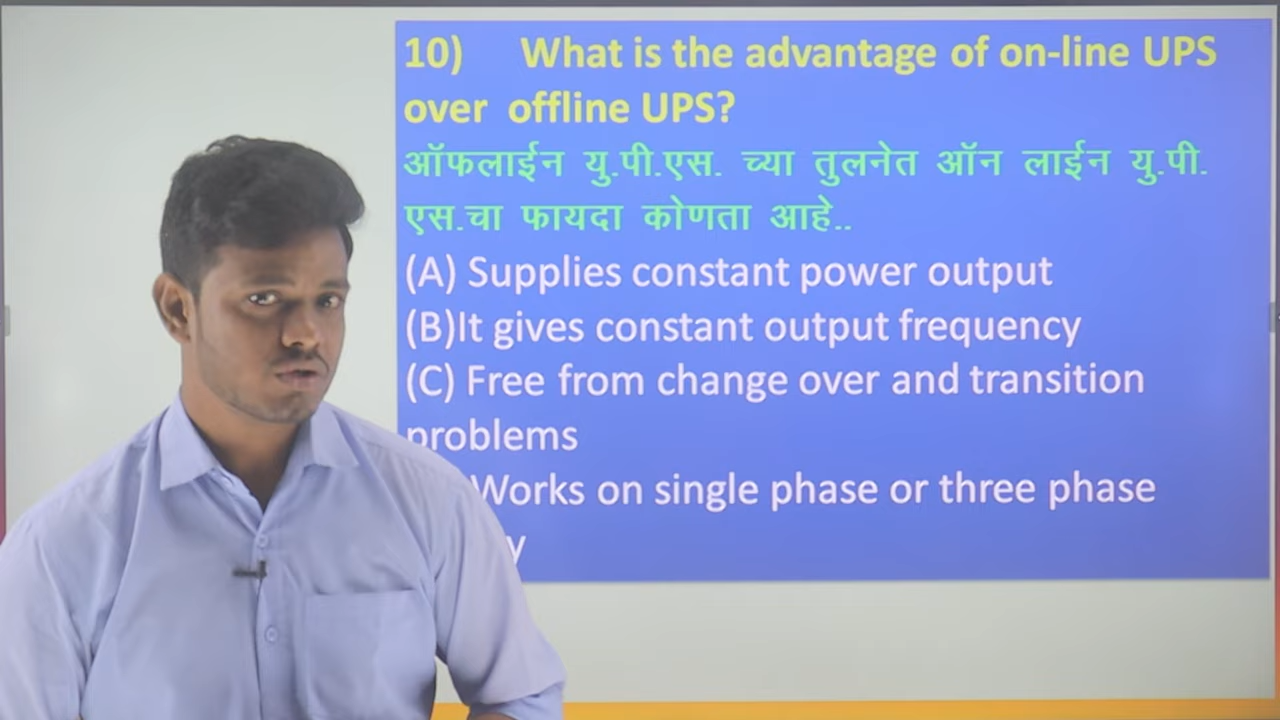 10) What is the advantage of on-line UPS
over offline UPS?
ऑफलाईन यु.पी.एस. च्या तुलनेत ऑन लाईन यु.पी.
एस.चा फायदा कोणता आहे..
(A) Supplies constant power output
(B)It gives constant output frequency
(C) Free from change over and transition
problems
Works on single phase or three phase